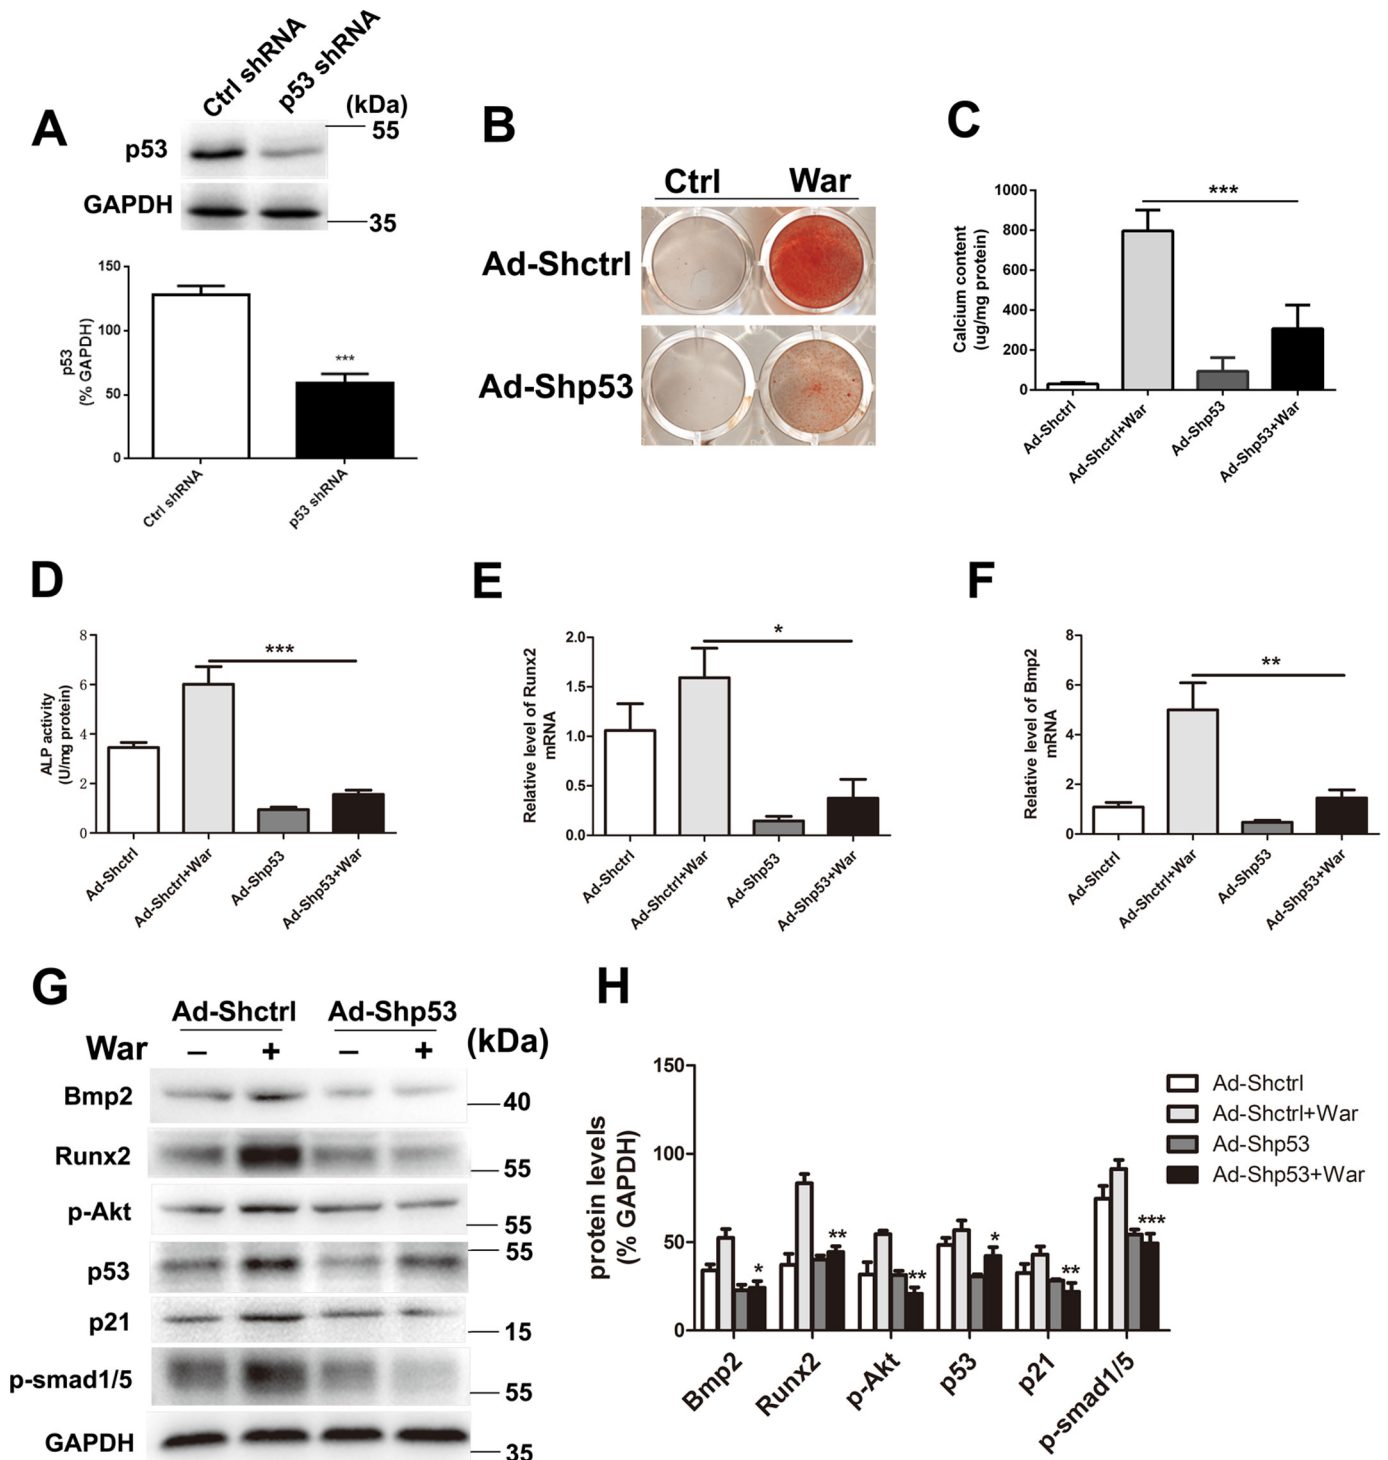 A
Ctrl shRNA
p53 shRNA
(kDa)
p53
55
GAPDH
35
150
100
50
0
p53
(% GAPDH)
***
Ctrl shRNA
p53 shRNA
B
Ctrl
War
Ad-Shctrl
Ad-Shp53
C
***
1000
800
600
400
200
0
Calcium content
(ug/mg protein)
Ad-Shctrl
Ad-Shctrl+War
Ad-Shp53
Ad-Shp53+War
D
***
8
6
4
2
0
ALP activity
(U/mg protein)
Ad-Shctrl
Ad-Shctrl+War
Ad-Shp53
Ad-Shp53+War
E
*
2.0
1.5
1.0
0.5
0.0
Relative level of Runx2
mRNA
Ad-Shctrl
Ad-Shctrl+War
Ad-Shp53
Ad-Shp53+War
F
**
8
6
4
2
0
Relative level of Bmp2
mRNA
Ad-Shctrl
Ad-Shctrl+War
Ad-Shp53
Ad-Shp53+War
G
Ad-Shctrl Ad-Shp53
War – + – + (kDa)
Bmp2 40
Runx2 55
p-Akt 55
p53 55
p21 15
p-smad1/5 55
GAPDH 35
H
150
100
50
0
protein levels
(% GAPDH)
* ** ** * ** ***
Bmp2
Runx2
p-Akt
p53
p21
p-smad1/5
Ad-Shctrl
Ad-Shctrl+War
Ad-Shp53
Ad-Shp53+War